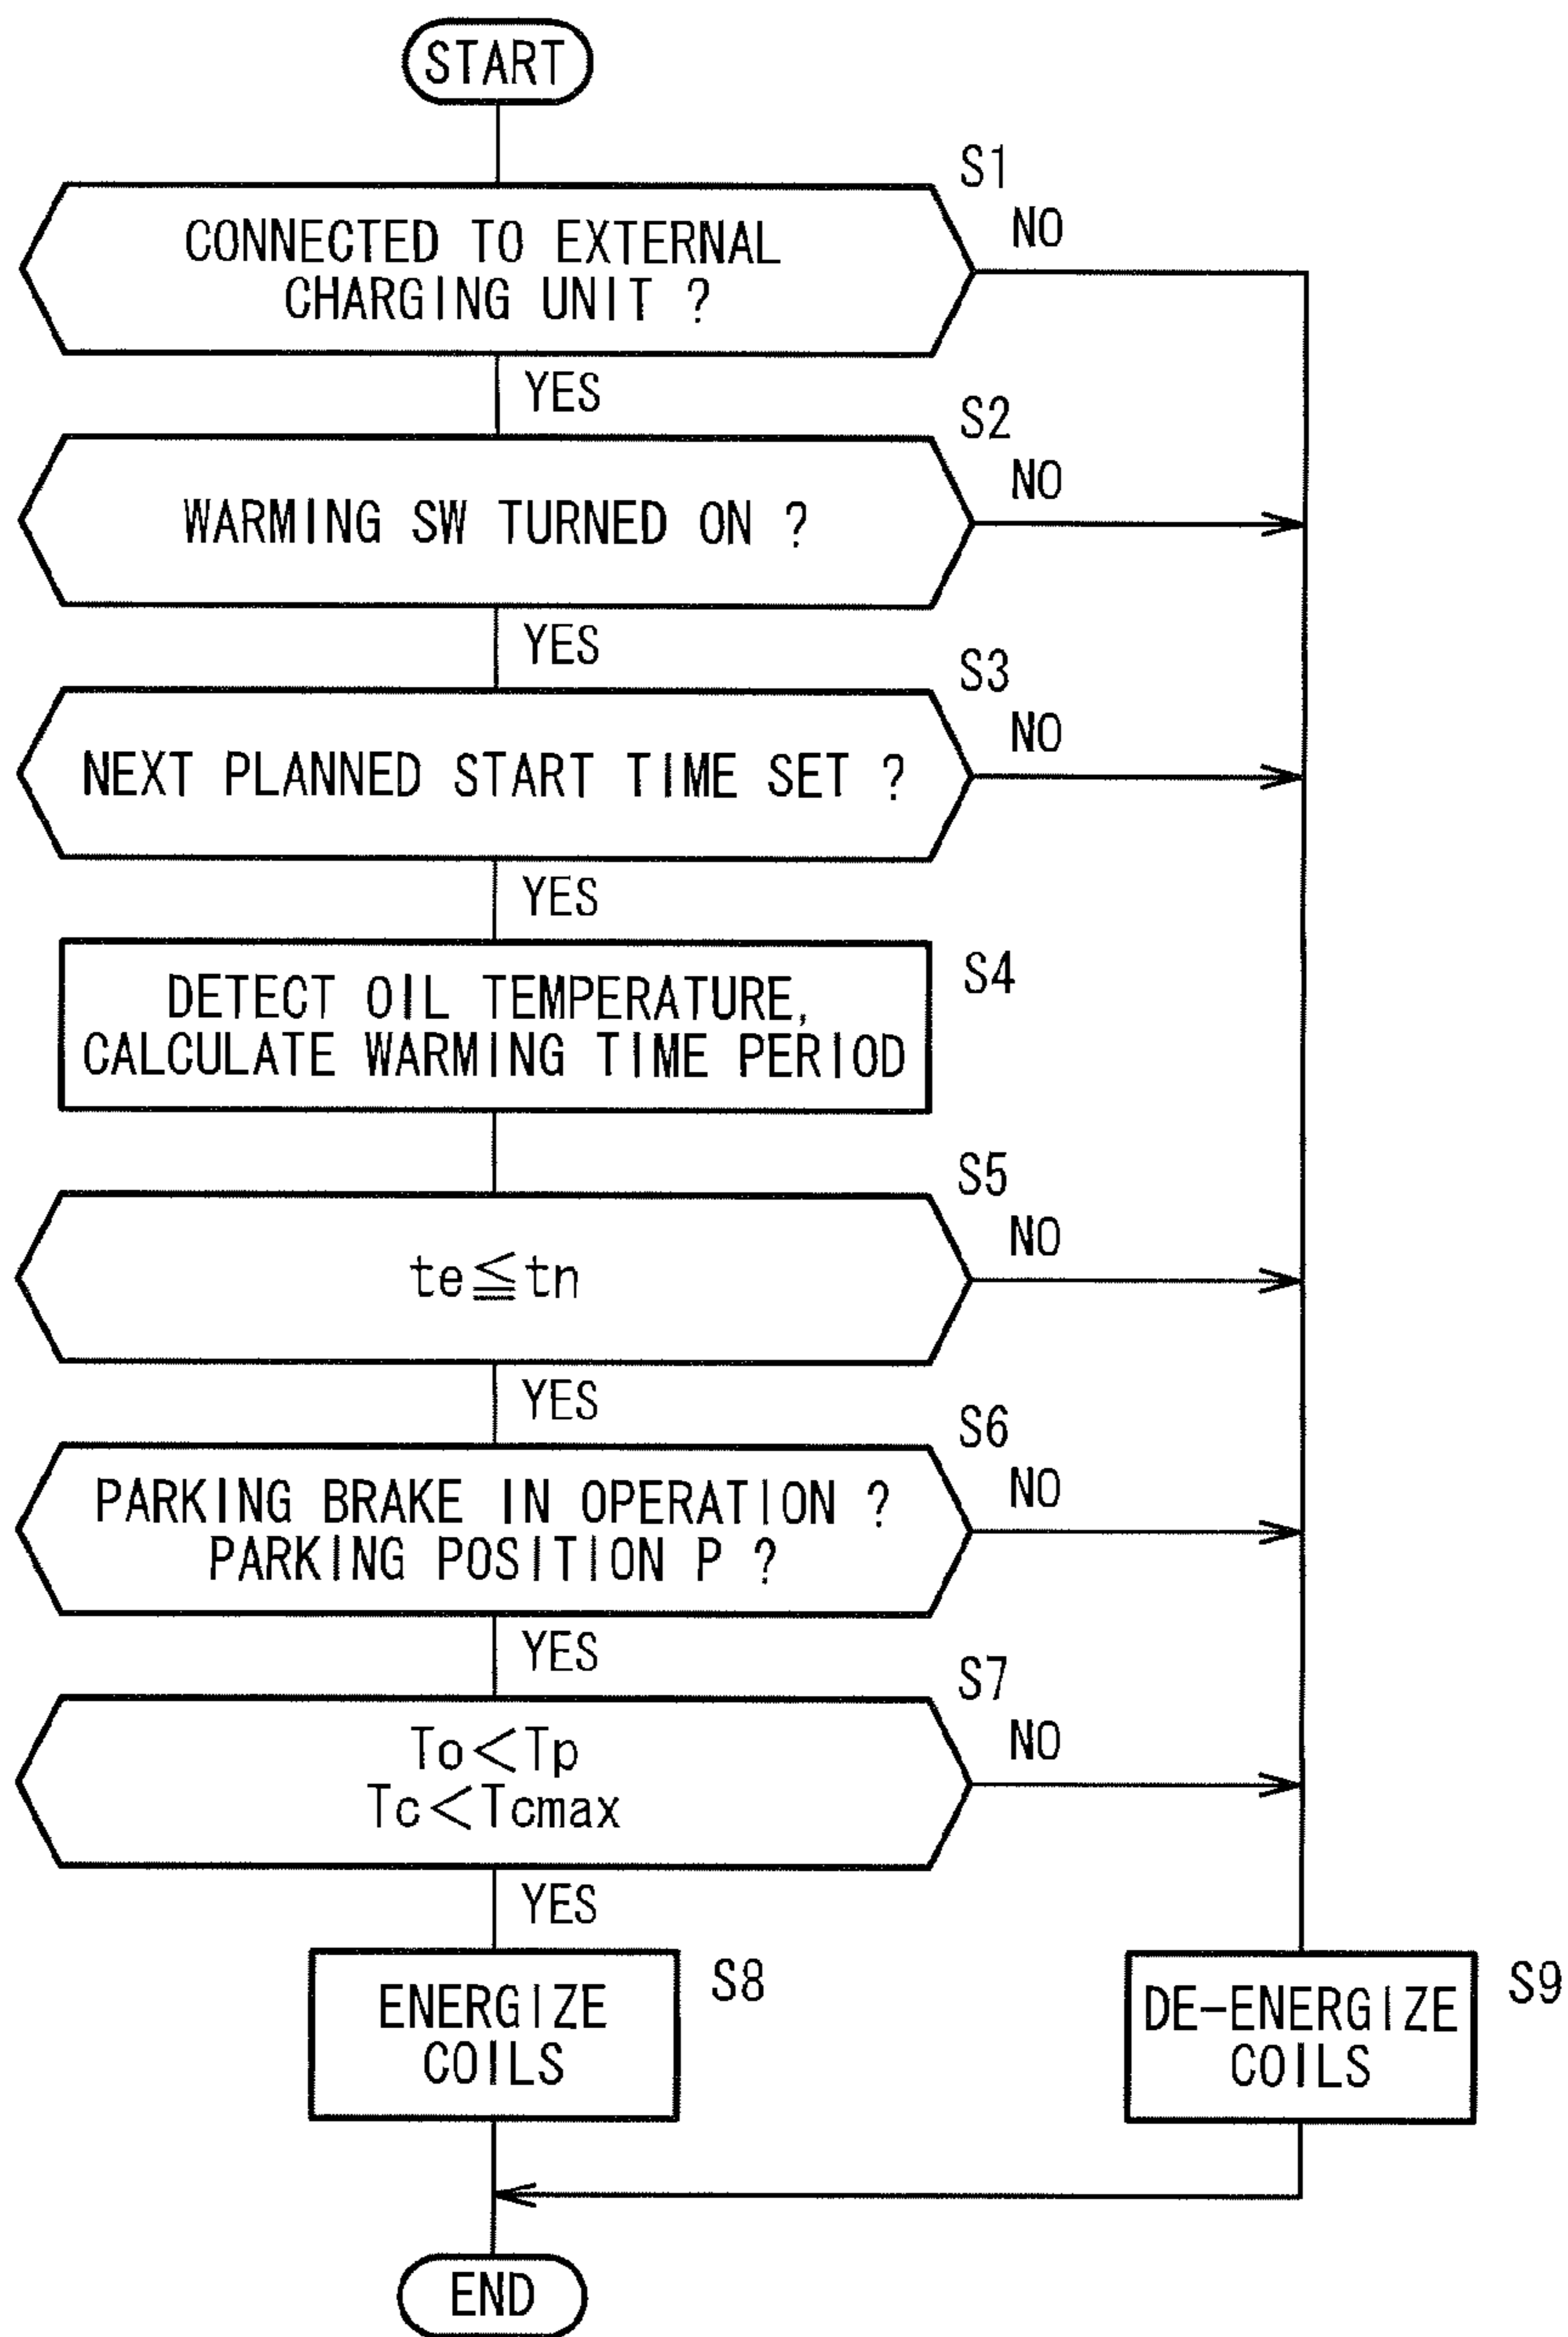 START
S1
CONNECTED TO EXTERNAL
CHARGING UNIT ?
NO
YES
S2
WARMING SW TURNED ON ?
NO
YES
S3
NEXT PLANNED START TIME SET ?
NO
YES
S4
DETECT OIL TEMPERATURE,
CALCULATE WARMING TIME PERIOD
S5
te≦tn
NO
YES
S6
PARKING BRAKE IN OPERATION ?
PARKING POSITION P ?
NO
YES
S7
To<Tp
Tc<Tcmax
NO
YES
S8
ENERGIZE
COILS
S9
DE-ENERGIZE
COILS
END